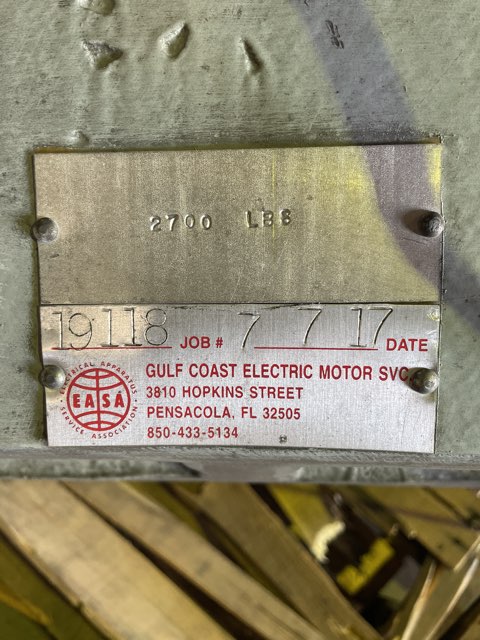 2700 LBS
19118 JOB # 7 7 17 DATE
GULF COAST ELECTRIC MOTOR SVC
3810 HOPKINS STREET
PENSACOLA, FL 32505
850-433-5134
ELECTRICAL APPARATUS
EASA
SERVICE ASSOCIATION